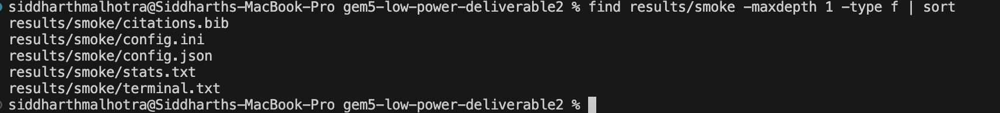 siddharthmalhotra@Siddharths-MacBook-Pro gem5-low-power-deliverable2 % find results/smoke -maxdepth 1 -type f | sort
results/smoke/citations.bib
results/smoke/config.ini
results/smoke/config.json
results/smoke/stats.txt
results/smoke/terminal.txt
siddharthmalhotra@Siddharths-MacBook-Pro gem5-low-power-deliverable2 %